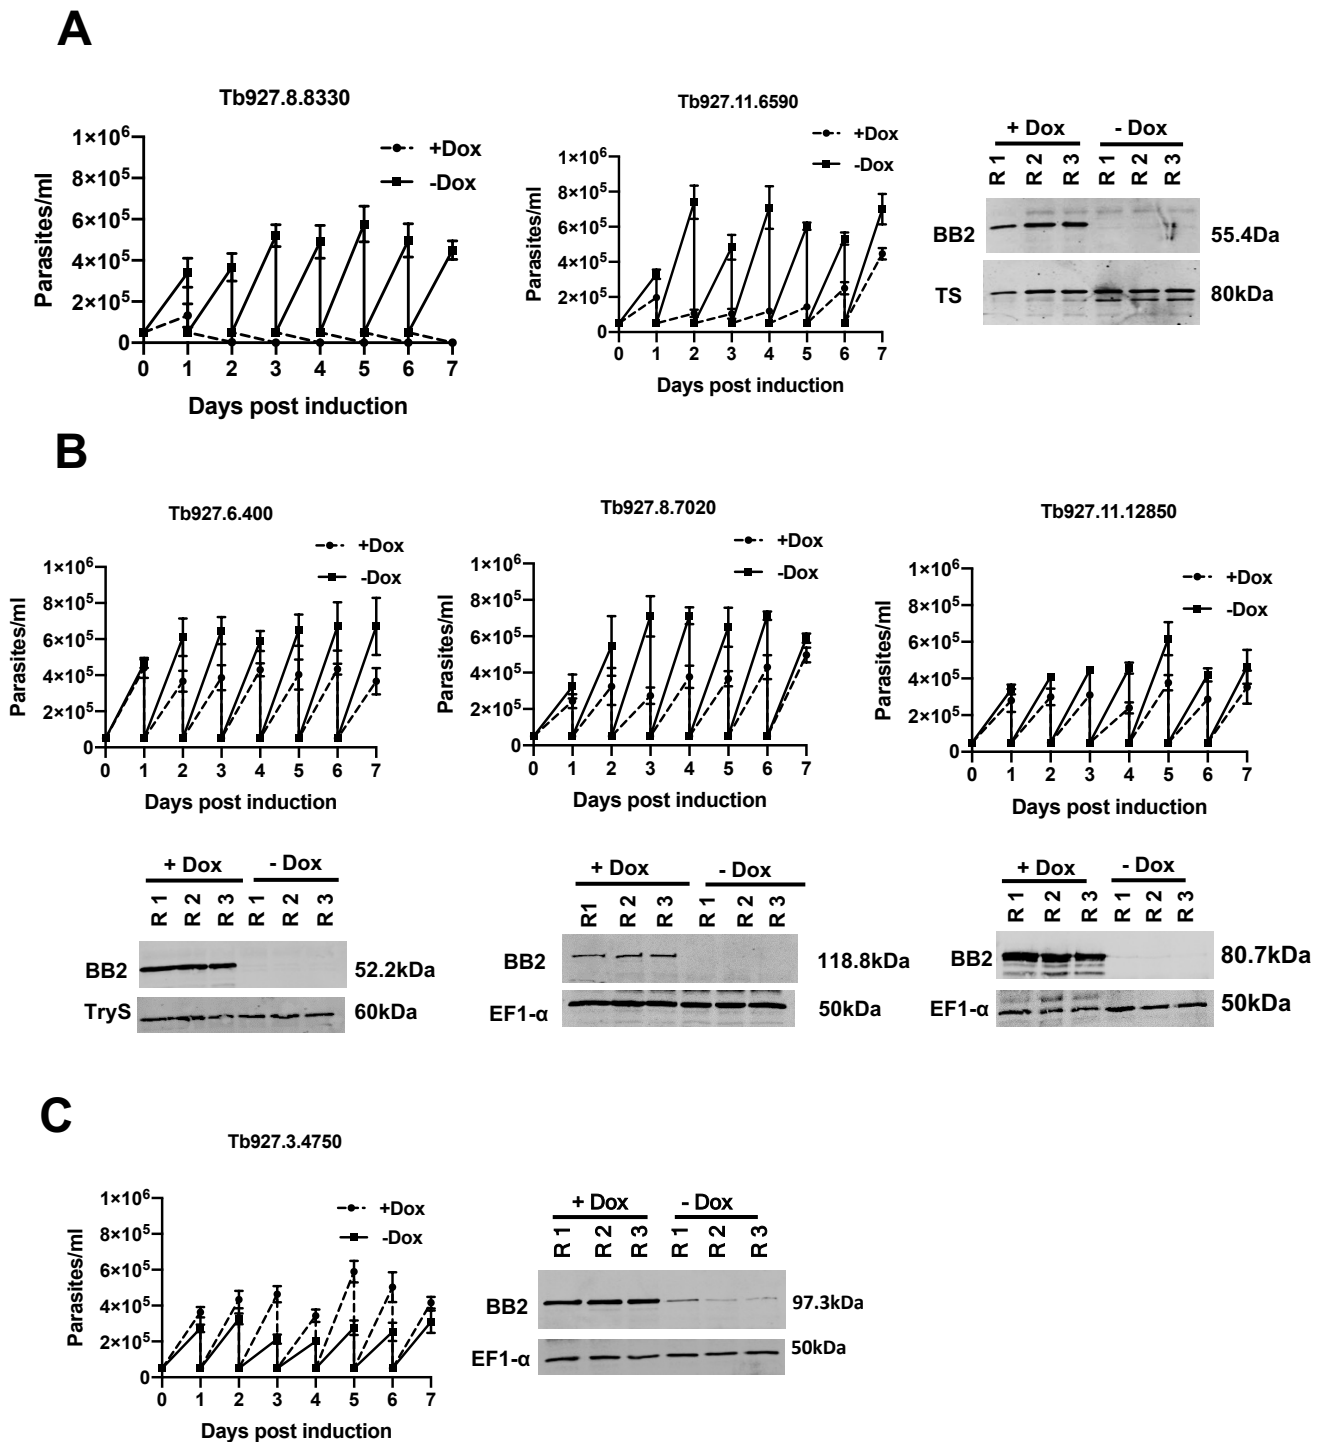 A
Tb927.8.8330
+Dox
-Dox
Parasites/ml
1×10⁶
8×10⁵
6×10⁵
4×10⁵
2×10⁵
0
0 1 2 3 4 5 6 7
Days post induction
Tb927.11.6590
+Dox
-Dox
Parasites/ml
1×10⁶
8×10⁵
6×10⁵
4×10⁵
2×10⁵
0
0 1 2 3 4 5 6 7
Days post induction
+ Dox - Dox
R 1 R 2 R 3 R 1 R 2 R 3
BB2 55.4Da
TS 80kDa
B
Tb927.6.400
+Dox
-Dox
Parasites/ml
1×10⁶
8×10⁵
6×10⁵
4×10⁵
2×10⁵
0
0 1 2 3 4 5 6 7
Days post induction
Tb927.8.7020
+Dox
-Dox
Parasites/ml
1×10⁶
8×10⁵
6×10⁵
4×10⁵
2×10⁵
0
0 1 2 3 4 5 6 7
Days post induction
Tb927.11.12850
+Dox
-Dox
Parasites/ml
1×10⁶
8×10⁵
6×10⁵
4×10⁵
2×10⁵
0
0 1 2 3 4 5 6 7
Days post induction
+ Dox - Dox
R 1 R 2 R 3 R 1 R 2 R 3
BB2 52.2kDa
TryS 60kDa
+ Dox - Dox
R1 R 2 R 3 R 1 R 2 R 3
BB2 118.8kDa
EF1-α 50kDa
+ Dox - Dox
R 1 R 2 R 3 R 1 R 2 R 3
BB2 80.7kDa
EF1-α 50kDa
C
Tb927.3.4750
+Dox
-Dox
Parasites/ml
1×10⁶
8×10⁵
6×10⁵
4×10⁵
2×10⁵
0
0 1 2 3 4 5 6 7
Days post induction
+ Dox - Dox
R 1 R 2 R 3 R 1 R 2 R 3
BB2 97.3kDa
EF1-α 50kDa